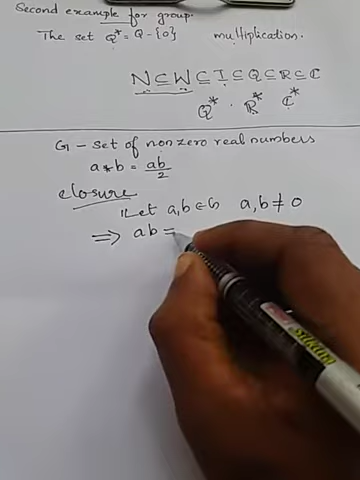 Second example for group.
The set Q* = Q - {0} multiplication.
N ⊆ W ⊆ I ⊆ Q ⊆ R ⊆ C
Q* . R* C*
G - set of nonzero real numbers
a * b = ab/2
closure
Let a, b ∈ G a, b ≠ 0
⇒ ab =